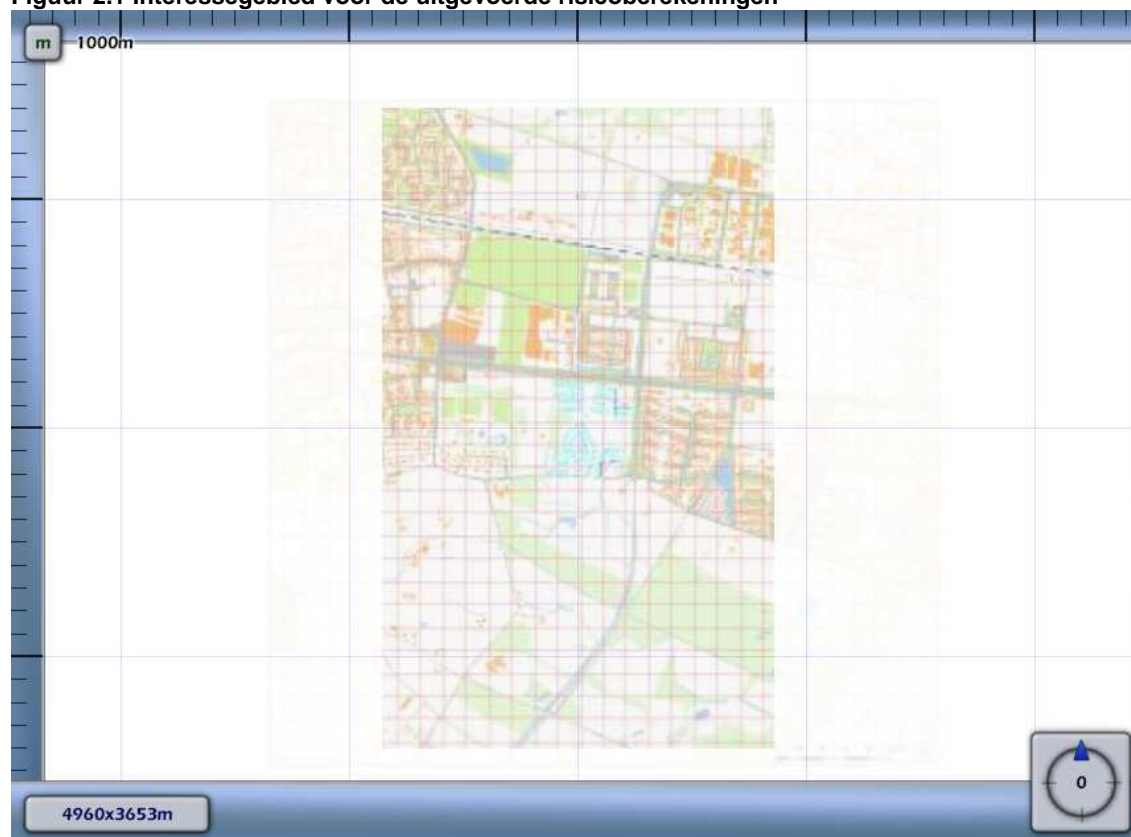 Figuur 2.1 Interessegebied voor de uitgevoerde risicoberekeningen
m 1000m
0
4960x3653m